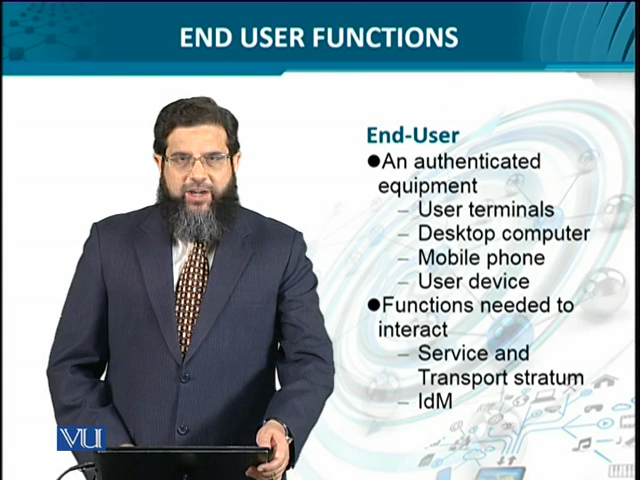 END USER FUNCTIONS
End-User
●An authenticated
equipment
– User terminals
– Desktop computer
– Mobile phone
– User device
●Functions needed to
interact
– Service and
Transport stratum
– IdM
VU